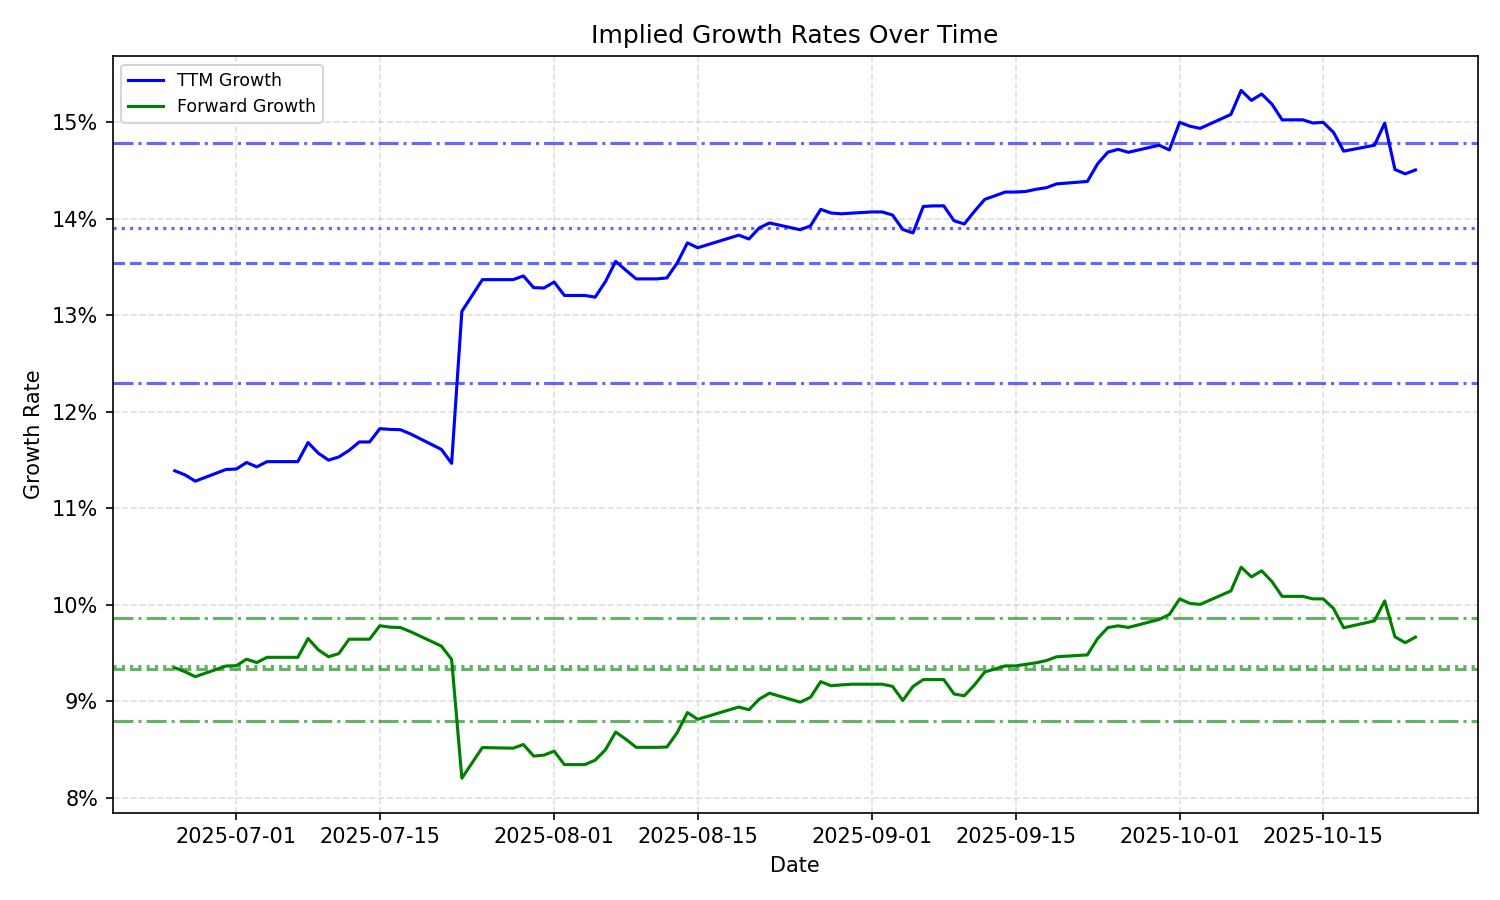 Implied Growth Rates Over Time
TTM Growth
Forward Growth
15%
14%
13%
12%
11%
10%
9%
8%
Growth Rate
2025-07-01 2025-07-15 2025-08-01 2025-08-15 2025-09-01 2025-09-15 2025-10-01 2025-10-15
Date